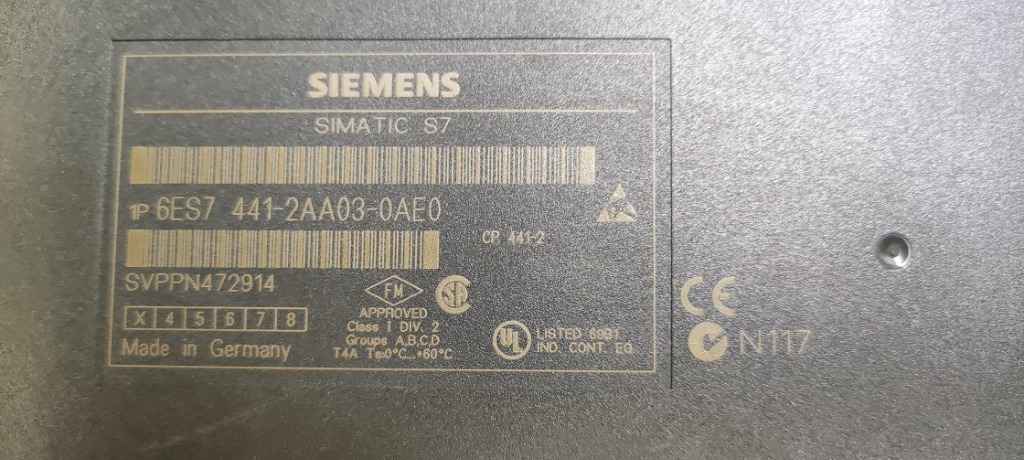 SIEMENS
SIMATIC S7
1P 6ES7 441-2AA03-0AE0
CP 441-2
SVPPN472914
X 4 5 6 7 8
Made in Germany
FM
APPROVED
Class I DIV. 2
Groups A,B,C,D
T4A Ta=0°C...+60°C
UL
LISTED
IND. CONT. EQ.
CE
N117